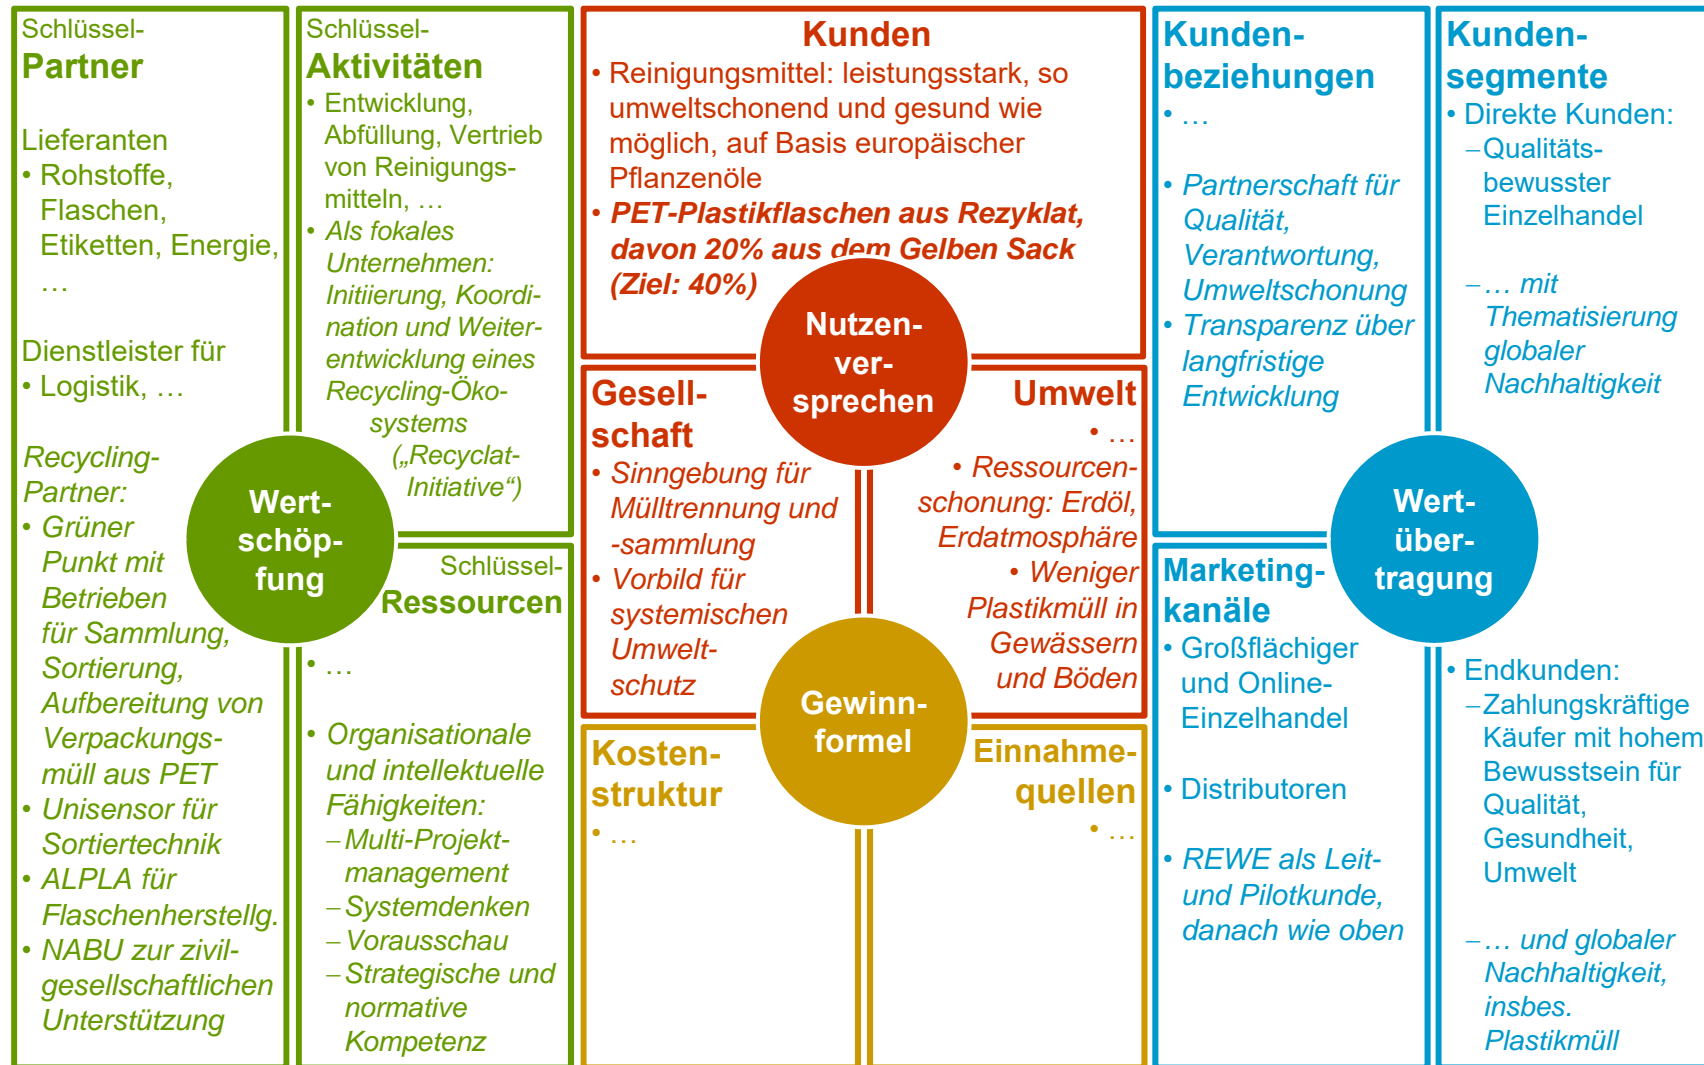 Schlüssel-
Partner
Lieferanten
• Rohstoffe,
Flaschen,
Etiketten, Energie,
…
Dienstleister für
• Logistik, …
Recycling-
Partner:
• Grüner
Punkt mit
Betrieben
für Sammlung,
Sortierung,
Aufbereitung von
Verpackungs-
müll aus PET
• Unisensor für
Sortiertechnik
• ALPLA für
Flaschenherstellg.
• NABU zur zivil-
gesellschaftlichen
Unterstützung
Wert-
schöp-
fung
Schlüssel-
Aktivitäten
• Entwicklung,
Abfüllung, Vertrieb
von Reinigungs-
mitteln, …
• Als fokales
Unternehmen:
Initiierung, Koordi-
nation und Weiter-
entwicklung eines
Recycling-Öko-
systems
(„Recyclat-
Initiative“)
Schlüssel-
Ressourcen
• …
• Organisationale
und intellektuelle
Fähigkeiten:
–Multi-Projekt-
management
–Systemdenken
–Vorausschau
–Strategische und
normative
Kompetenz
Kunden
• Reinigungsmittel: leistungsstark, so
umweltschonend und gesund wie
möglich, auf Basis europäischer
Pflanzenöle
• PET-Plastikflaschen aus Rezyklat,
davon 20% aus dem Gelben Sack
(Ziel: 40%)
Nutzen-
ver-
sprechen
Gesell-
schaft
• Sinngebung für
Mülltrennung und
-sammlung
• Vorbild für
systemischen
Umwelt-
schutz
Umwelt
• …
• Ressourcen-
schonung: Erdöl,
Erdatmosphäre
• Weniger
Plastikmüll in
Gewässern
und Böden
Gewinn-
formel
Kosten-
struktur
• …
Einnahme-
quellen
• …
Kunden-
beziehungen
• …
• Partnerschaft für
Qualität,
Verantwortung,
Umweltschonung
• Transparenz über
langfristige
Entwicklung
Marketing-
kanäle
• Großflächiger
und Online-
Einzelhandel
• Distributoren
• REWE als Leit-
und Pilotkunde,
danach wie oben
Wert-
über-
tragung
Kunden-
segmente
• Direkte Kunden:
–Qualitäts-
bewusster
Einzelhandel
–… mit
Thematisierung
globaler
Nachhaltigkeit
• Endkunden:
–Zahlungskräftige
Käufer mit hohem
Bewusstsein für
Qualität,
Gesundheit,
Umwelt
–… und globaler
Nachhaltigkeit,
insbes.
Plastikmüll